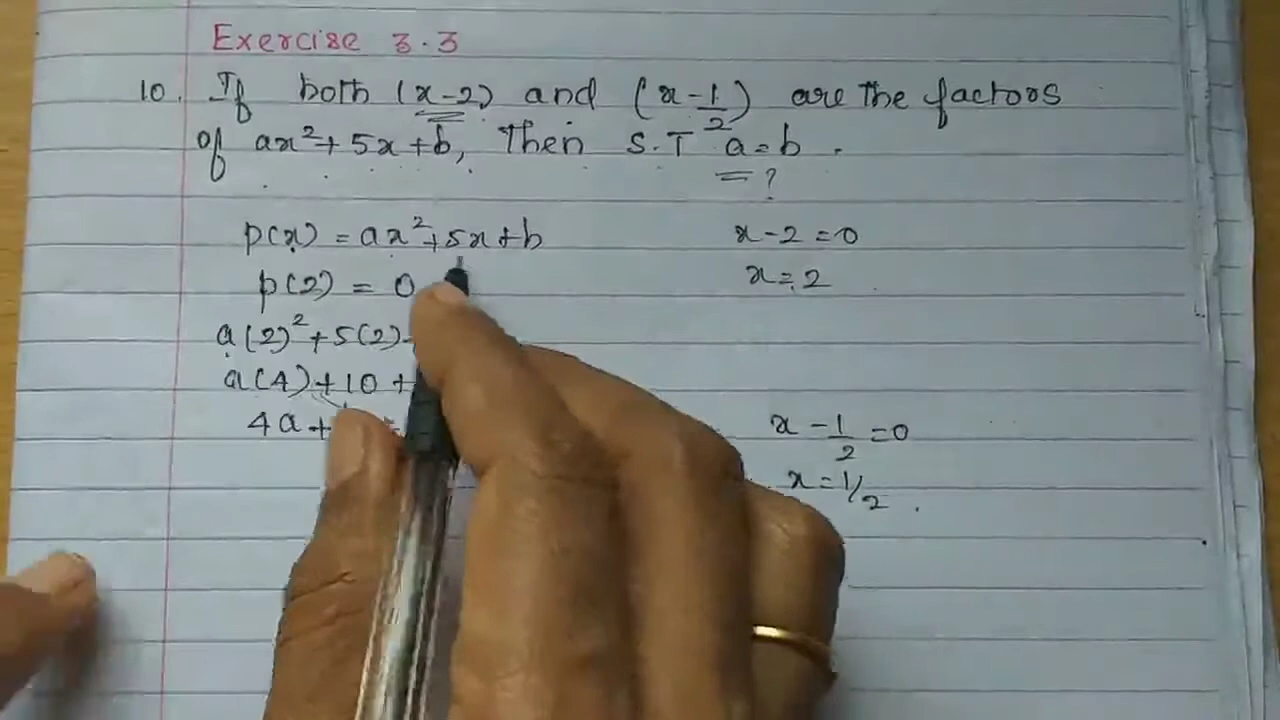 Exercise 3.3
10. If both (x-2) and (x-1/2) are the factors
of ax²+5x+b, Then S.T a=b.
= ?
p(x) = ax²+5x+b
x-2=0
p(2) = 0
x=2
a(2)²+5(2)
a(4)+10+
4a+
x - 1/2 =0
x=1/2.